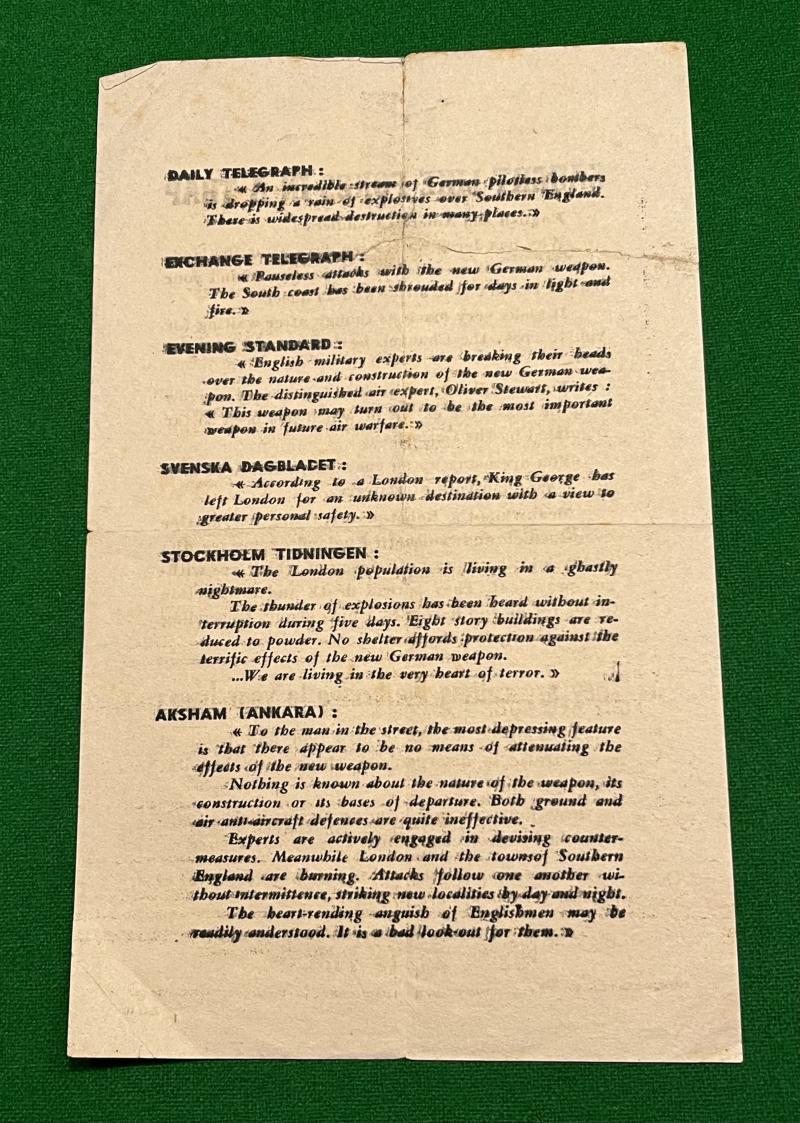 DAILY TELEGRAPH :
« An incredible stream of German pilotless bombers
is dropping a rain of explosives over Southern England.
There is widespread destruction in many places. »
EXCHANGE TELEGRAPH :
« Pauseless attacks with the new German weapon.
The South coast has been shrouded for days in light and
fire. »
EVENING STANDARD :
« English military experts are breaking their heads
over the nature and construction of the new German wea-
pon. The distinguished air expert, Oliver Stewart, writes :
« This weapon may turn out to be the most important
weapon in future air warfare. »
SVENSKA DAGBLADET :
« According to a London report, King George has
left London for an unknown destination with a view to
greater personal safety. »
STOCKHOLM TIDNINGEN :
« The London population is living in a ghastly
nightmare.
The thunder of explosions has been heard without in-
terruption during five days. Eight story buildings are re-
duced to powder. No shelter affords protection against the
terrific effects of the new German weapon.
...We are living in the very heart of terror. »
AKSHAM (ANKARA) :
« To the man in the street, the most depressing feature
is that there appear to be no means of attenuating the
effects of the new weapon.
Nothing is known about the nature of the weapon, its
construction or its bases of departure. Both ground and
air anti-aircraft defences are quite ineffective.
Experts are actively engaged in devising counter-
measures. Meanwhile London and the townsof Southern
England are burning. Attacks follow one another wi-
thout intermittence, striking new localities by day and night.
The heart-rending anguish of Englishmen may be
readily understood. It is a bad look-out for them. »